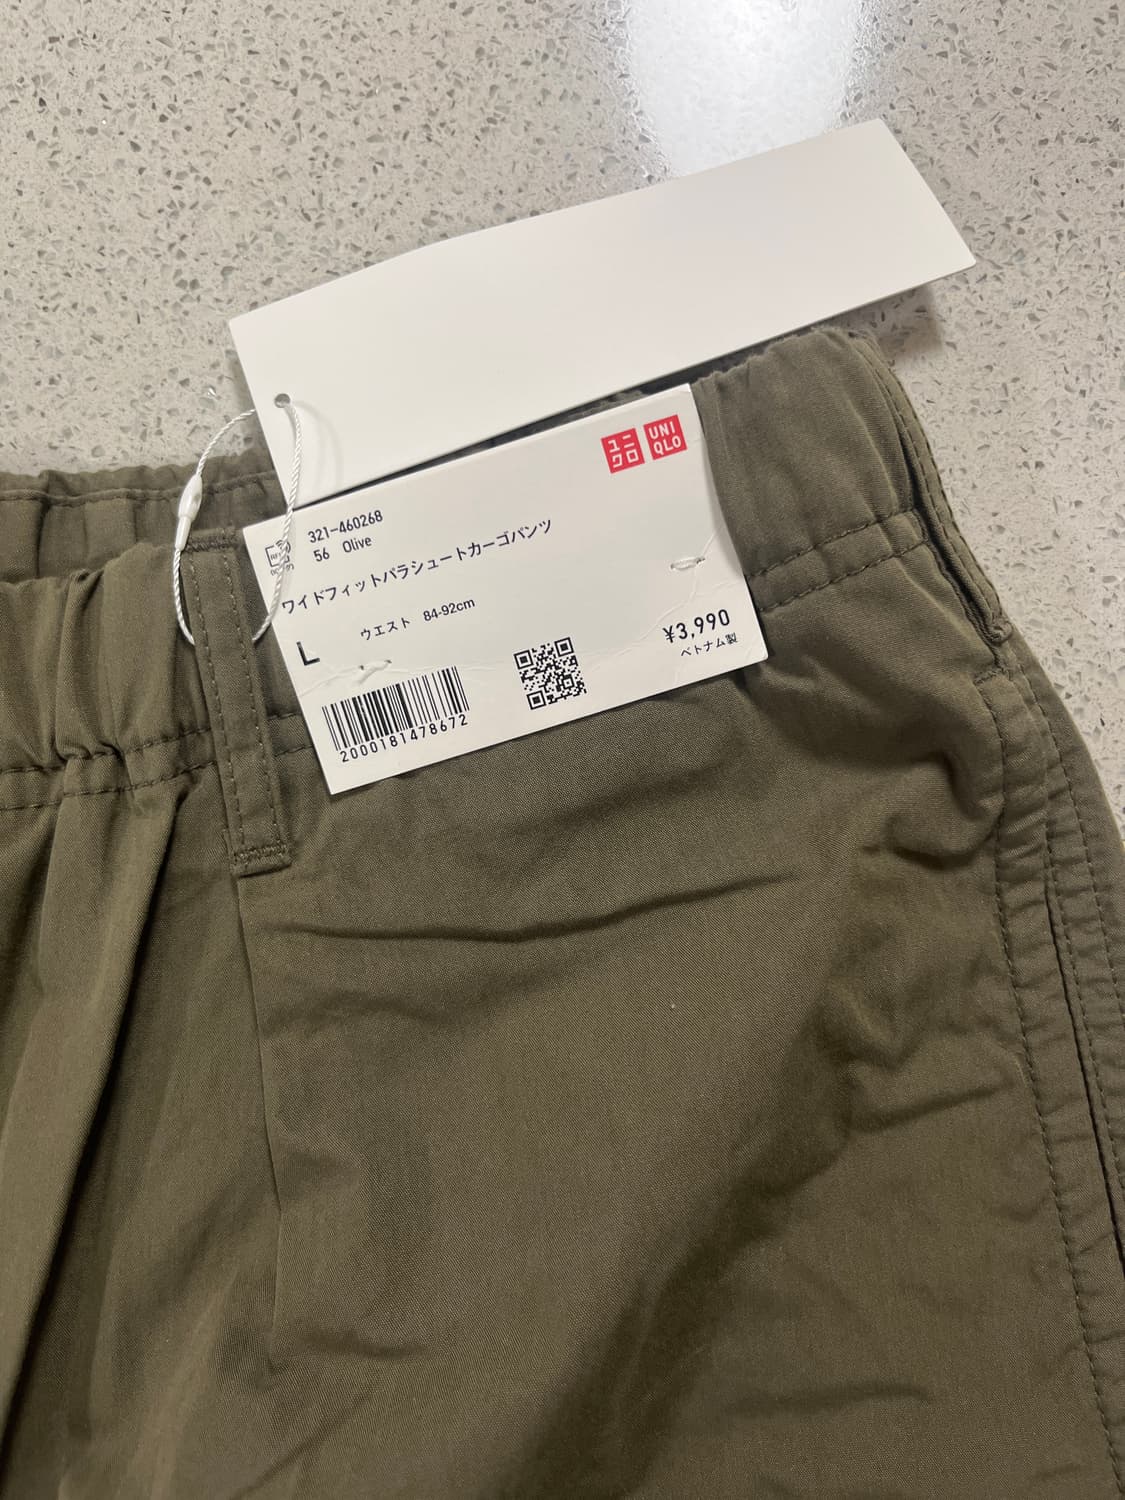 ユニ
クロ
UNI
QLO
321-460268
56 Olive
ワイドフィットパラシュートカーゴパンツ
ウエスト 84-92cm
L
¥3,990
ベトナム製
2000181478672